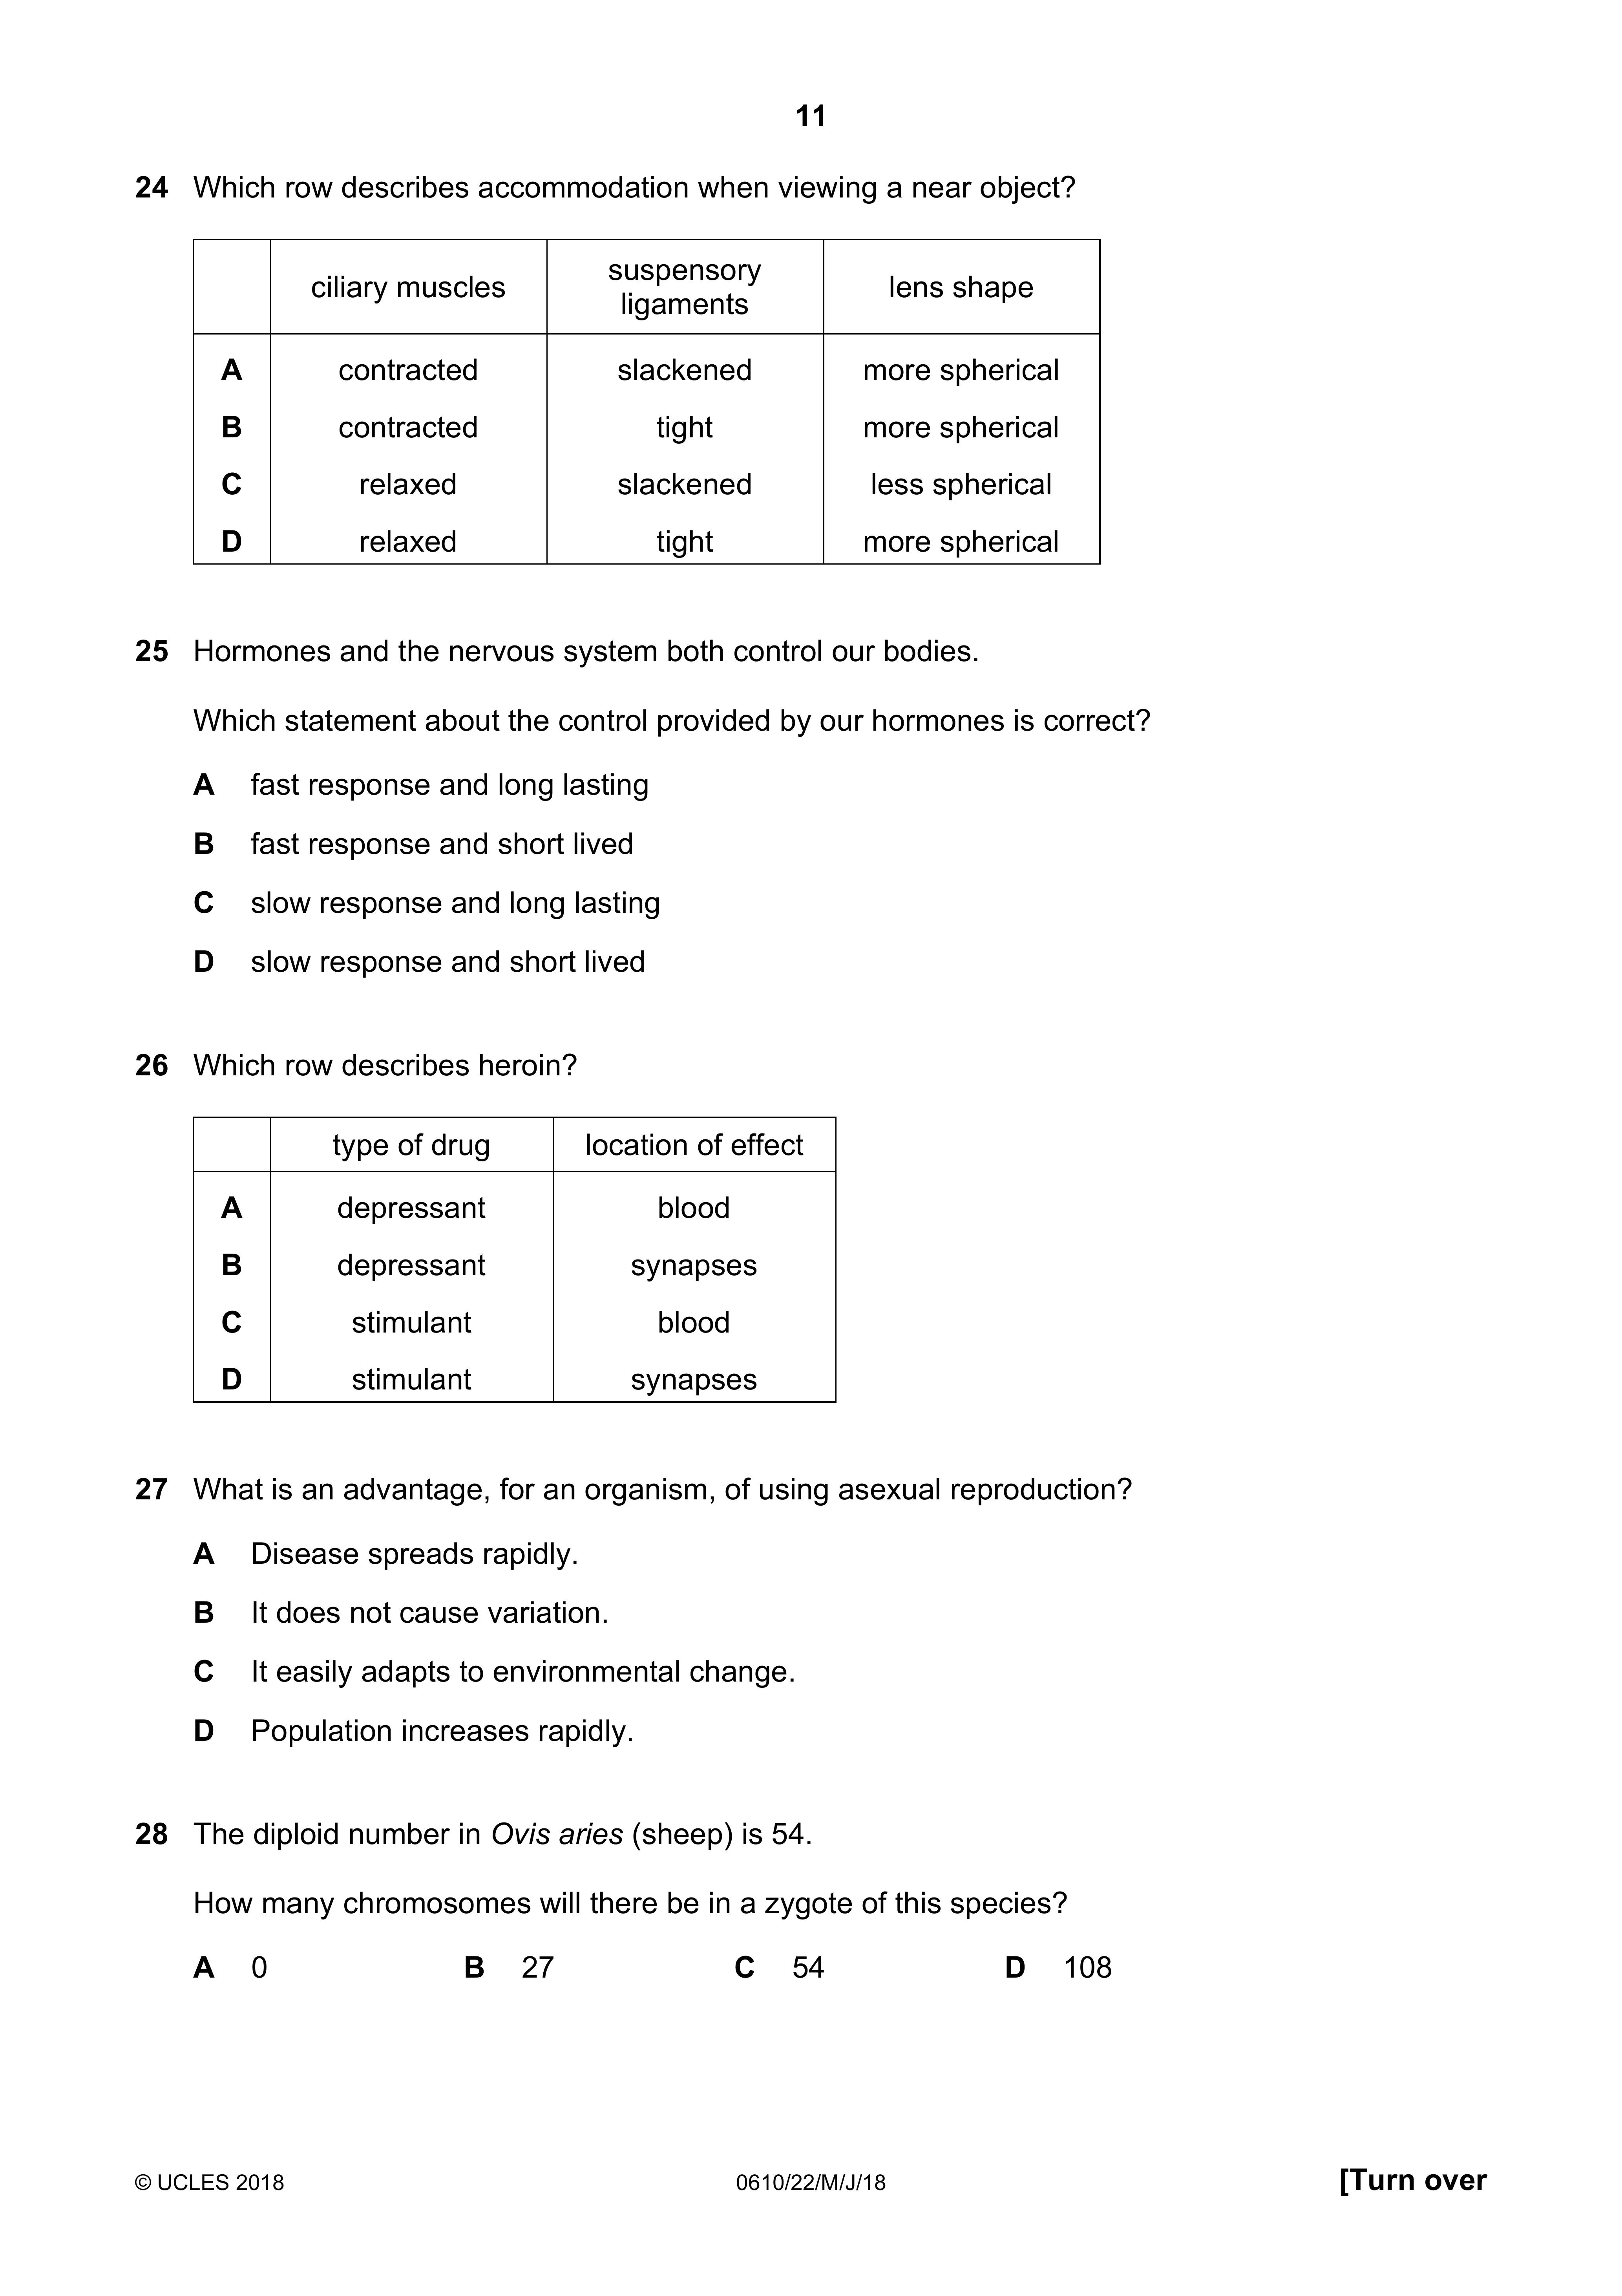 11
24 Which row describes accommodation when viewing a near object?
ciliary muscles suspensory ligaments lens shape
A contracted slackened more spherical
B contracted tight more spherical
C relaxed slackened less spherical
D relaxed tight more spherical
25 Hormones and the nervous system both control our bodies.
Which statement about the control provided by our hormones is correct?
A fast response and long lasting
B fast response and short lived
C slow response and long lasting
D slow response and short lived
26 Which row describes heroin?
type of drug location of effect
A depressant blood
B depressant synapses
C stimulant blood
D stimulant synapses
27 What is an advantage, for an organism, of using asexual reproduction?
A Disease spreads rapidly.
B It does not cause variation.
C It easily adapts to environmental change.
D Population increases rapidly.
28 The diploid number in Ovis aries (sheep) is 54.
How many chromosomes will there be in a zygote of this species?
A 0 B 27 C 54 D 108
© UCLES 2018 0610/22/M/J/18 [Turn over